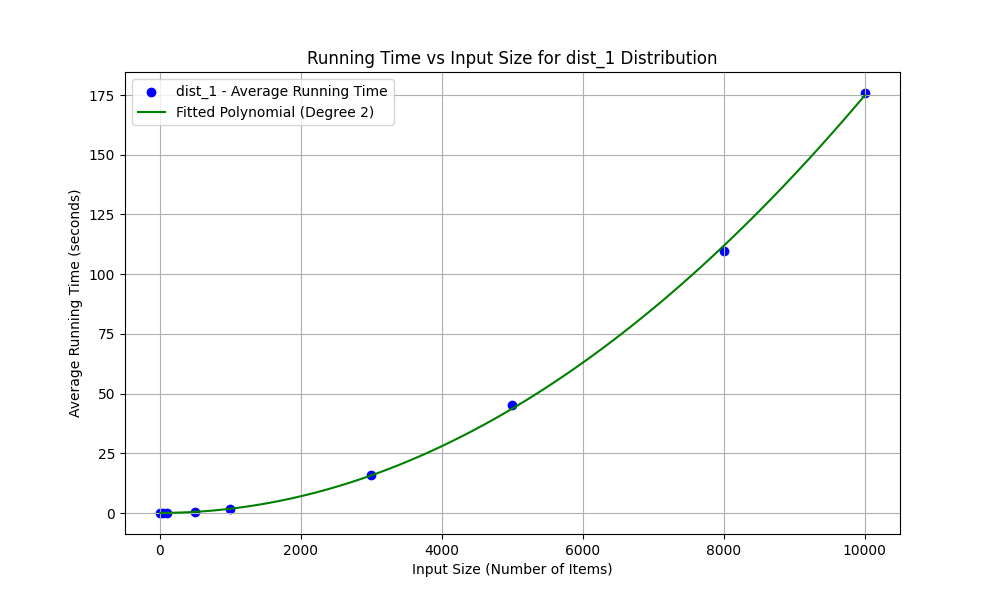 Running Time vs Input Size for dist_1 Distribution
dist_1 - Average Running Time
Fitted Polynomial (Degree 2)
Average Running Time (seconds)
175
150
125
100
75
50
25
0
0 2000 4000 6000 8000 10000
Input Size (Number of Items)